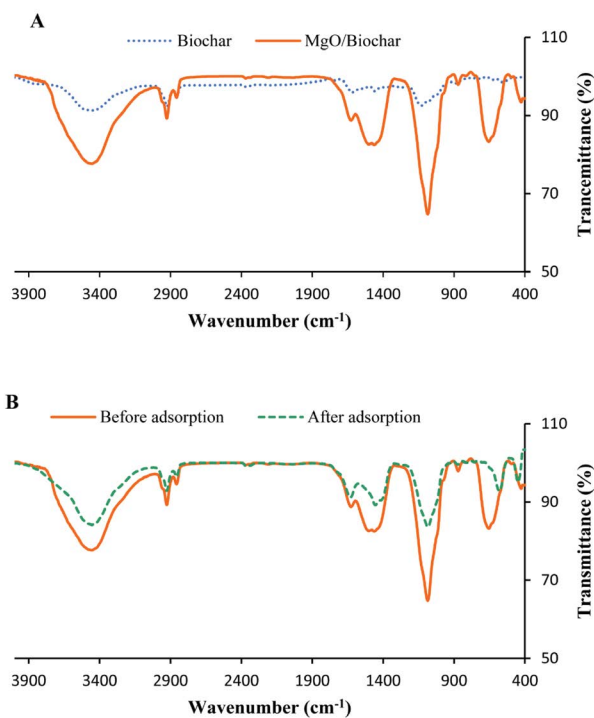 A
Biochar MgO/Biochar
110
90
70
50
Trancemittance (%)
3900 3400 2900 2400 1900 1400 900 400
Wavenumber (cm-1)
B
Before adsorption After adsorption
110
90
70
50
Transmittance (%)
3900 3400 2900 2400 1900 1400 900 400
Wavenumber (cm-1)